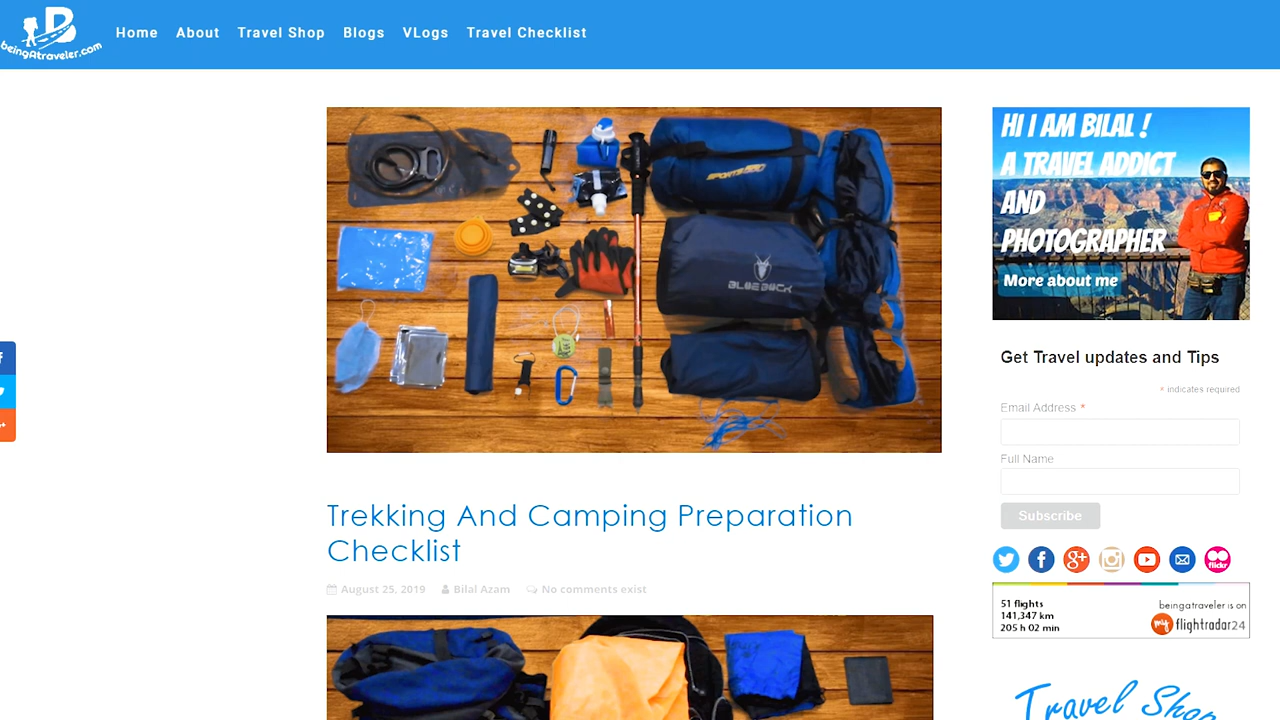 beingAtraveler.com
Home About Travel Shop Blogs VLogs Travel Checklist
SPORTS
BLUEBUCK
HI I AM BILAL !
A TRAVEL ADDICT
AND
PHOTOGRAPHER
More about me
Get Travel updates and Tips
* indicates required
Email Address *
Full Name
Subscribe
flickr
51 flights
141,347 km
205 h 02 min
beingatraveler is on
my flightradar24
Travel Shop
Trekking And Camping Preparation
Checklist
August 25, 2019 Bilal Azam No comments exist